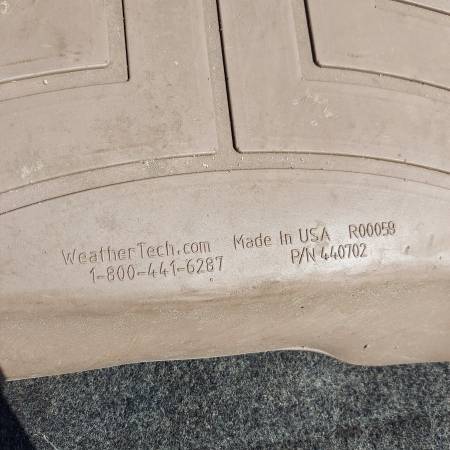 WeatherTech.com Made In USA R00058
1-800-441-6287 P/N 440702